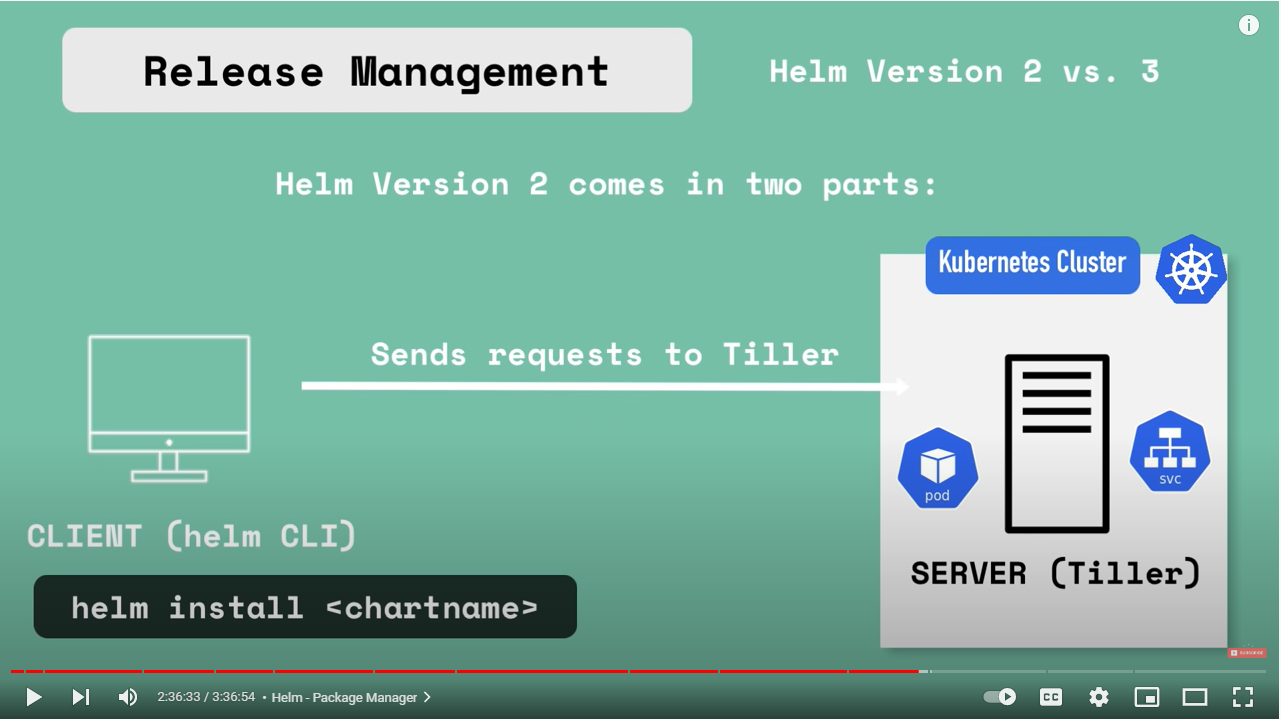 Release Management
Helm Version 2 vs. 3
Helm Version 2 comes in two parts:
Kubernetes Cluster
Sends requests to Tiller
pod
svc
CLIENT (helm CLI)
SERVER (Tiller)
helm install <chartname>
SUBSCRIBE
2:36:33 / 3:36:54 • Helm - Package Manager
CC